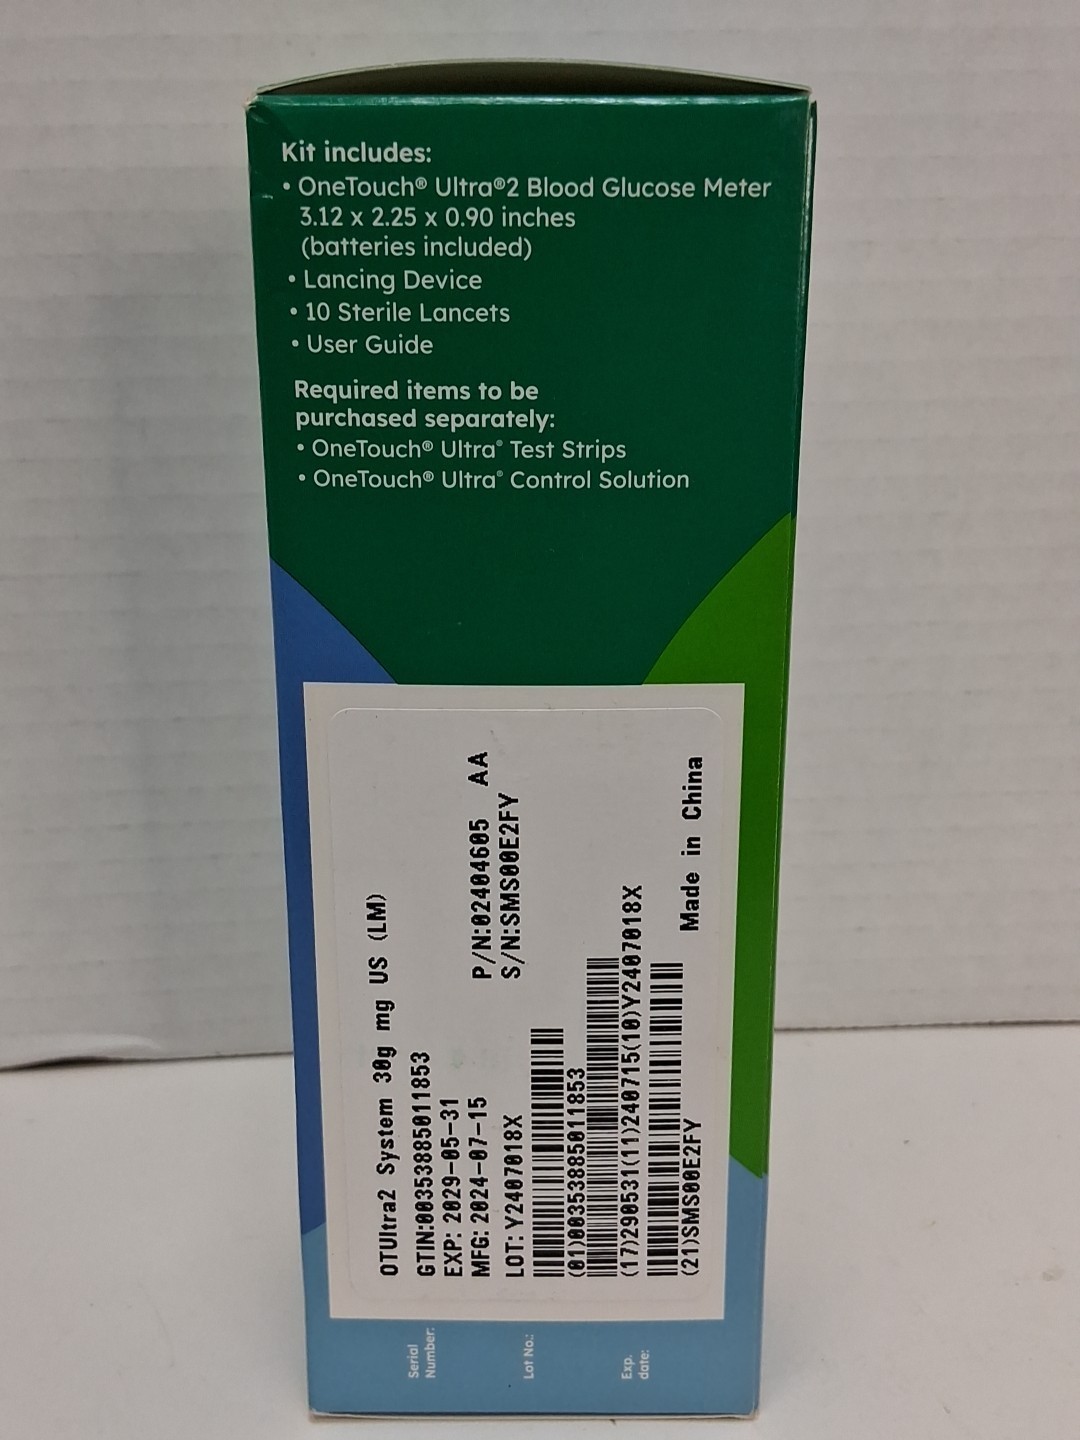 Kit includes:
• OneTouch® Ultra®2 Blood Glucose Meter
3.12 x 2.25 x 0.90 inches
(batteries included)
• Lancing Device
• 10 Sterile Lancets
• User Guide
Required items to be
purchased separately:
• OneTouch® Ultra® Test Strips
• OneTouch® Ultra® Control Solution
OTUltra2 System 30g mg US (LM)
GTIN:00353885011853
EXP: 2029-05-31
MFG: 2024-07-15
P/N:02404605 AA
LOT: Y2407018X
S/N:SMS00E2FY
(01)00353885011853
(17)290531(11)240715(10)Y2407018X
(21)SMS00E2FY
Made in China
Serial
Number:
Lot No.:
Exp.
date: